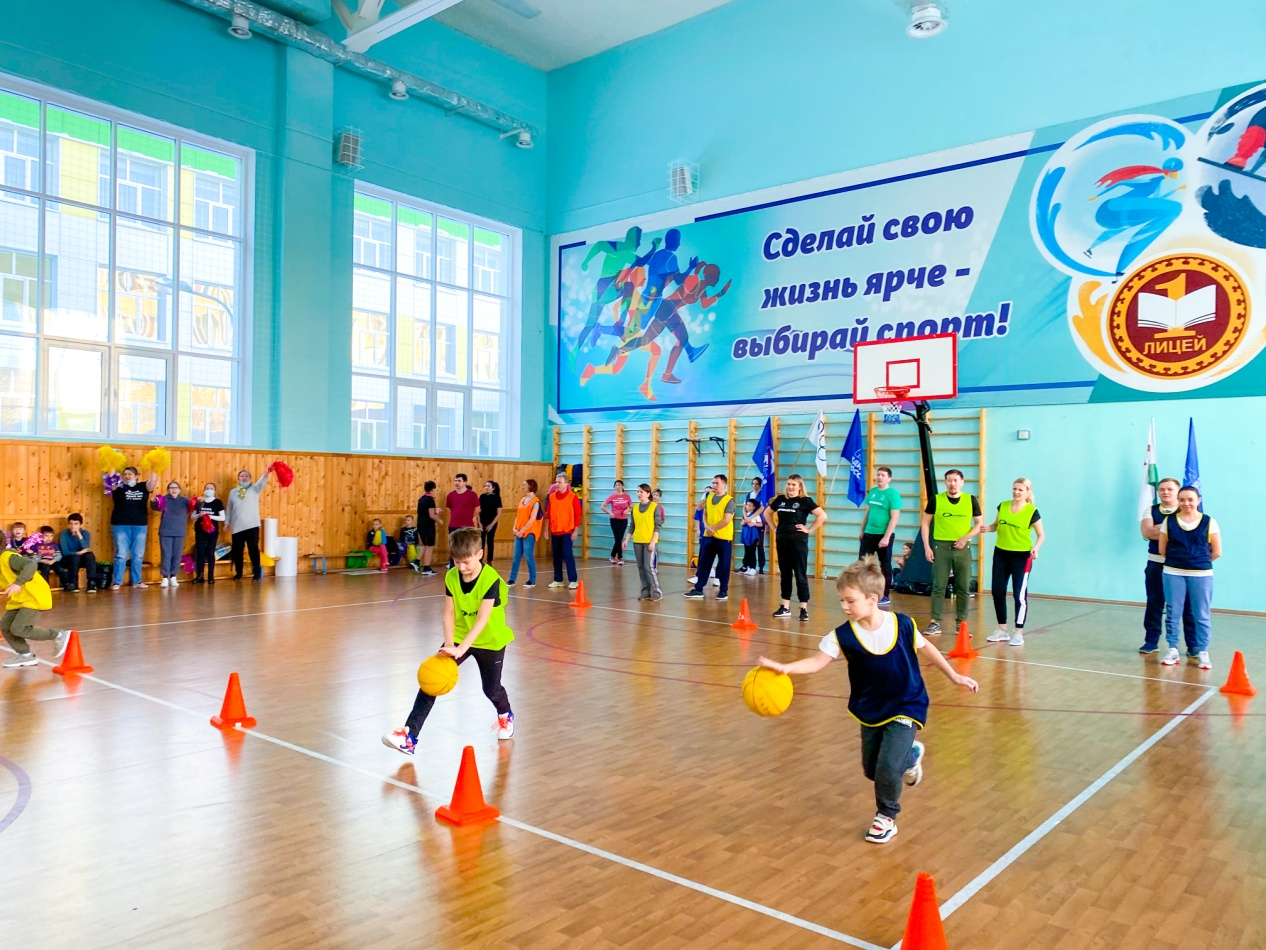 Сделай свою
жизнь ярче -
выбирай спорт!
1
ЛИЦЕЙ